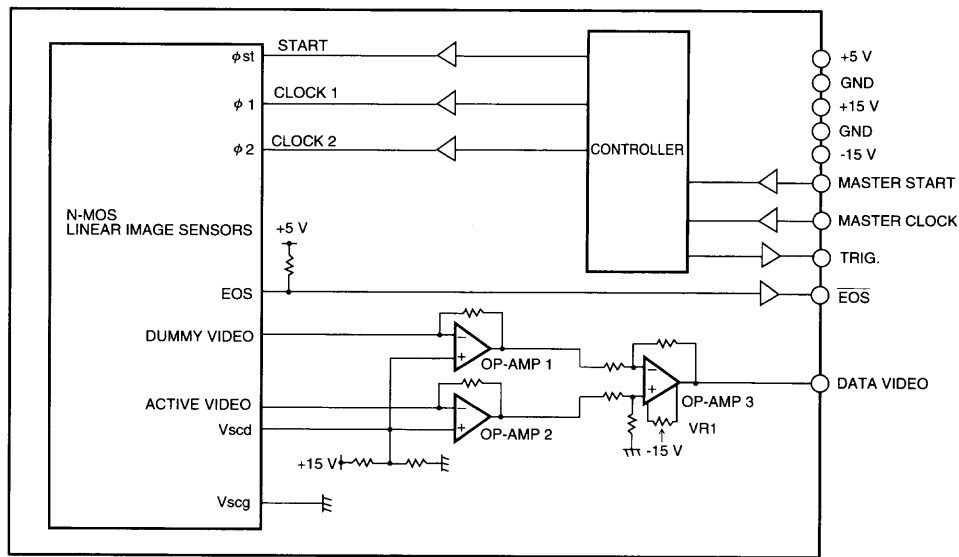 φst
START
φ1
CLOCK 1
φ2
CLOCK 2
N-MOS
LINEAR IMAGE SENSORS
+5 V
EOS
DUMMY VIDEO
ACTIVE VIDEO
Vscd
+15 V
Vscg
CONTROLLER
−
+
OP-AMP 1
−
+
OP-AMP 2
−
+
OP-AMP 3
VR1
-15 V
+5 V
GND
+15 V
GND
-15 V
MASTER START
MASTER CLOCK
TRIG.
E̅O̅S̅
DATA VIDEO